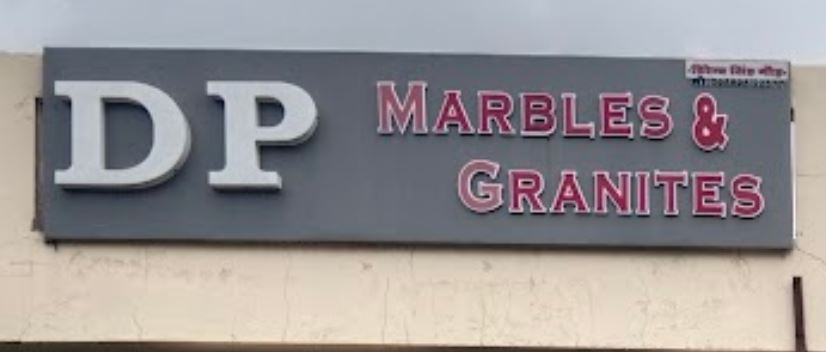 DP
MARBLES &
GRANITES